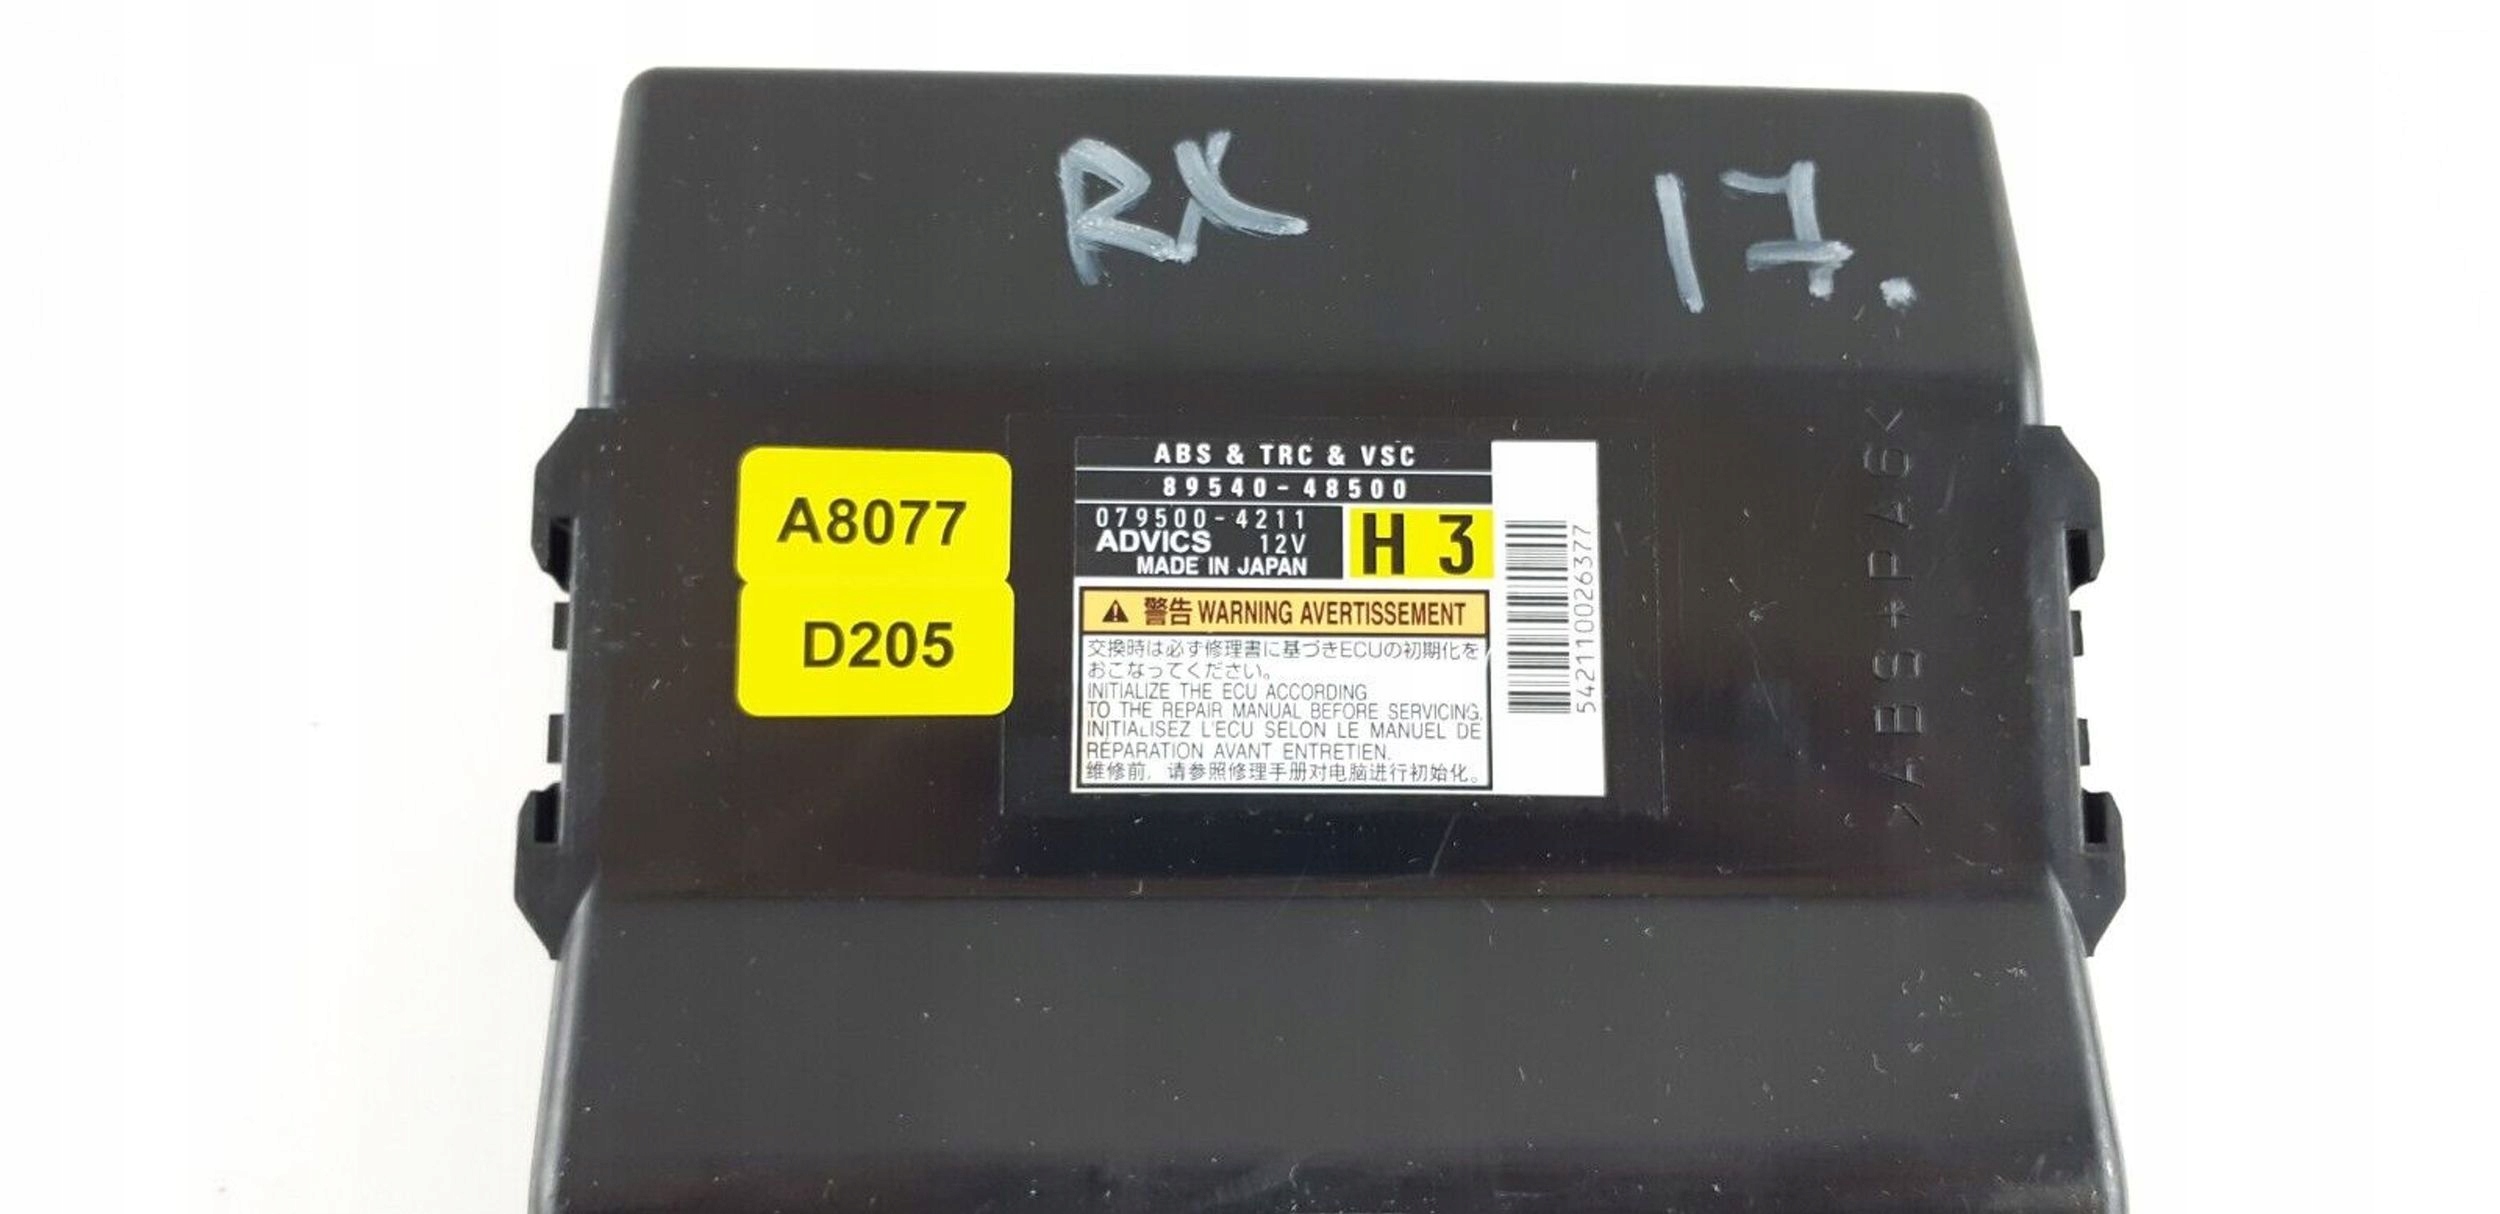 RX 17.
A8077
D205
ABS & TRC & VSC
89540-48500
079500-4211
ADVICS 12V
MADE IN JAPAN
H 3
警告 WARNING AVERTISSEMENT
交換時は必ず修理書に基づきECUの初期化を
おこなってください。
INITIALIZE THE ECU ACCORDING
TO THE REPAIR MANUAL BEFORE SERVICING.
INITIALISEZ L'ECU SELON LE MANUEL DE
RÉPARATION AVANT ENTRETIEN.
维修前，请参照修理手册对电脑进行初始化。
5421100026377
>ABS+PA6<